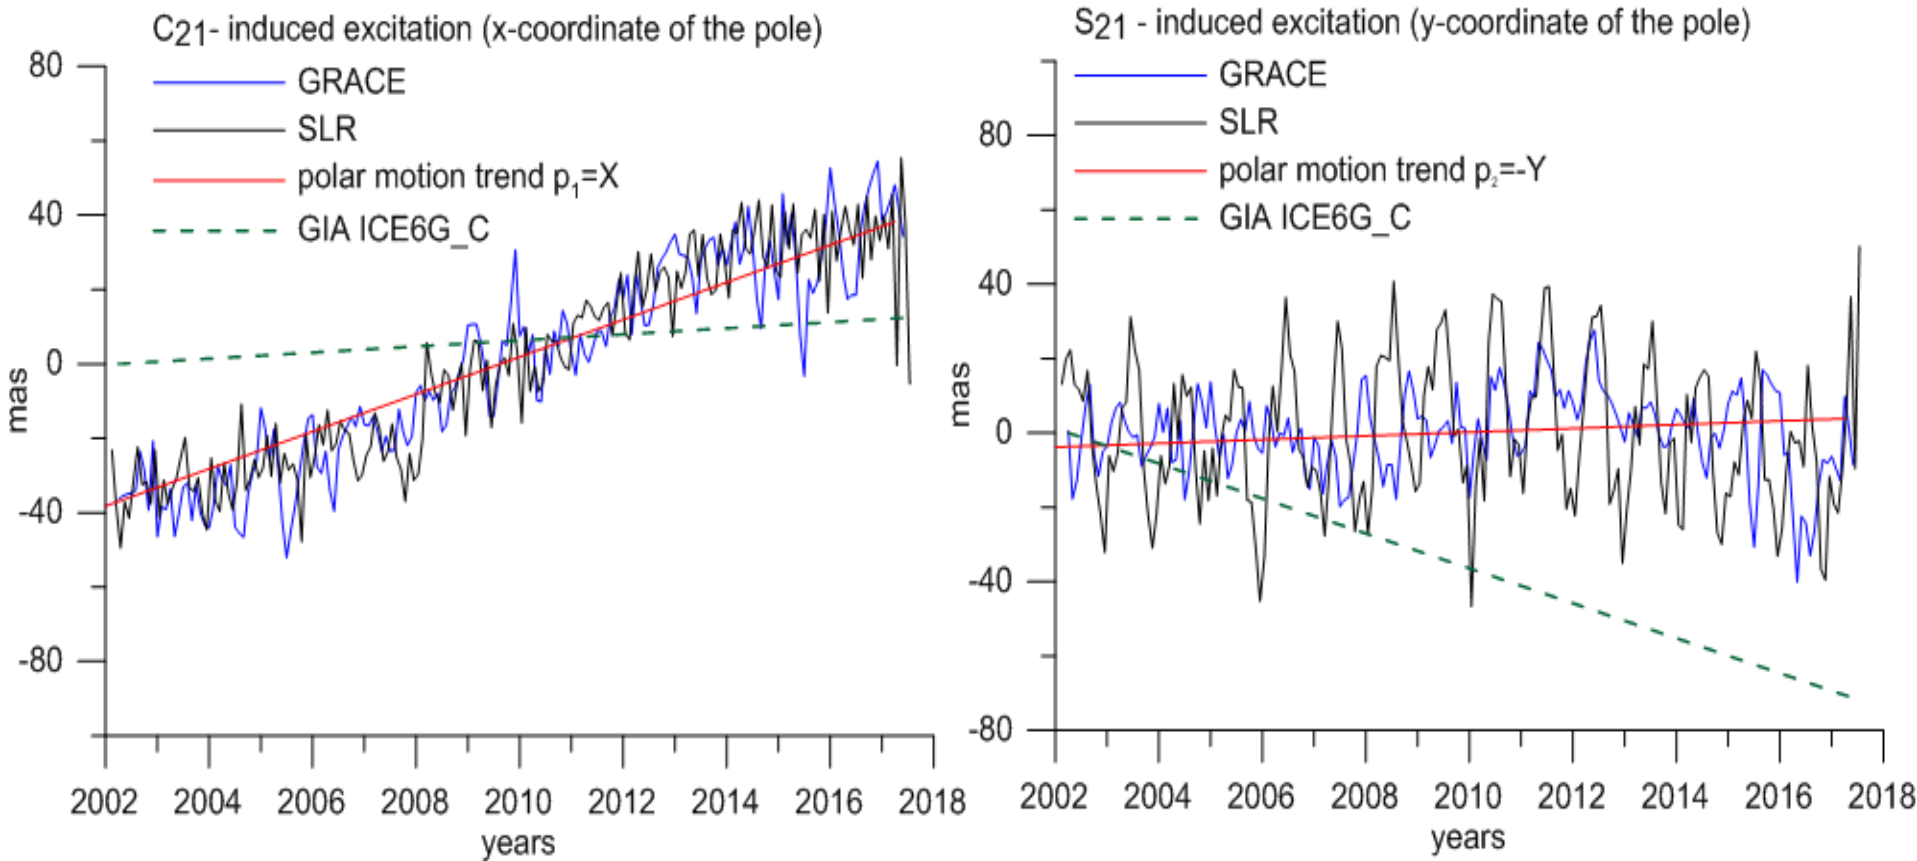 C21- induced excitation (x-coordinate of the pole)
GRACE
SLR
polar motion trend p1=X
GIA ICE6G_C
80
40
0
-40
-80
mas
2002 2004 2006 2008 2010 2012 2014 2016 2018
years
S21 - induced excitation (y-coordinate of the pole)
GRACE
SLR
polar motion trend p2=-Y
GIA ICE6G_C
80
40
0
-40
-80
mas
2002 2004 2006 2008 2010 2012 2014 2016 2018
years